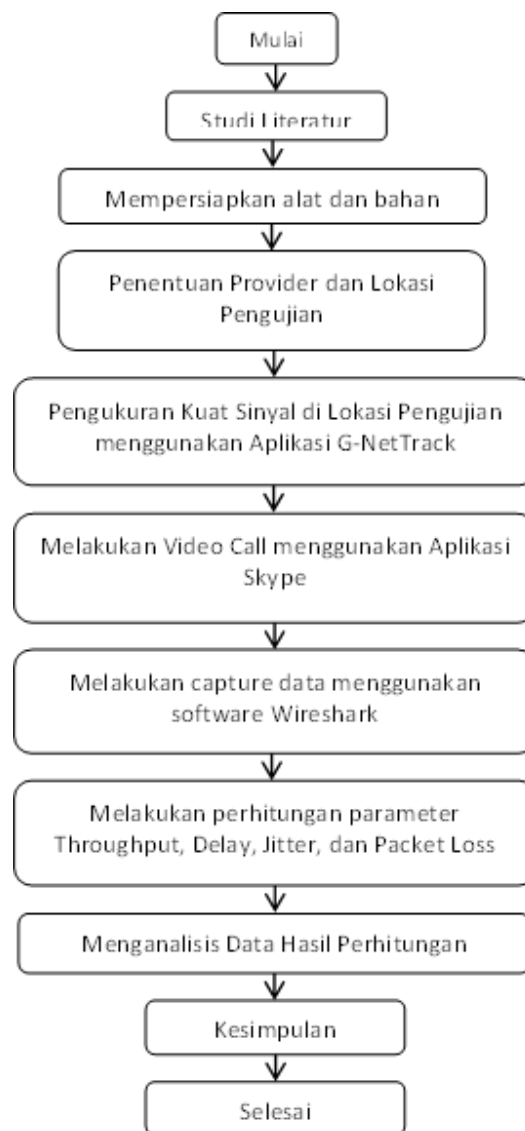 Mulai
Studi Literatur
Mempersiapkan alat dan bahan
Penentuan Provider dan Lokasi
Pengujian
Pengukuran Kuat Sinyal di Lokasi Pengujian
menggunakan Aplikasi G-NetTrack
Melakukan Video Call menggunakan Aplikasi
Skype
Melakukan capture data menggunakan
software Wireshark
Melakukan perhitungan parameter
Throughput, Delay, Jitter, dan Packet Loss
Menganalisis Data Hasil Perhitungan
Kesimpulan
Selesai